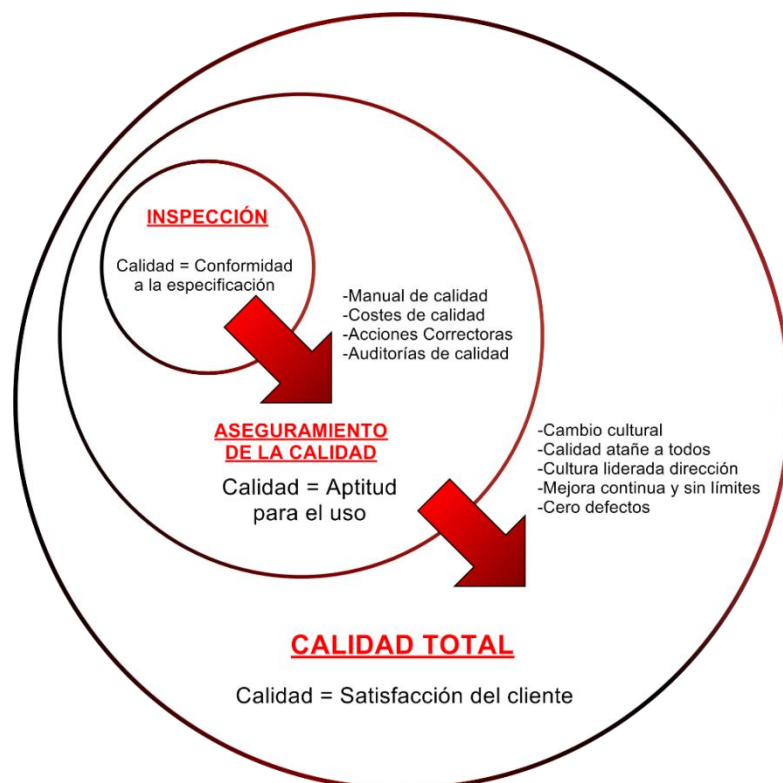 INSPECCIÓN
Calidad = Conformidad
a la especificación
-Manual de calidad
-Costes de calidad
-Acciones Correctoras
-Auditorías de calidad
ASEGURAMIENTO
DE LA CALIDAD
Calidad = Aptitud
para el uso
-Cambio cultural
-Calidad atañe a todos
-Cultura liderada dirección
-Mejora continua y sin límites
-Cero defectos
CALIDAD TOTAL
Calidad = Satisfacción del cliente